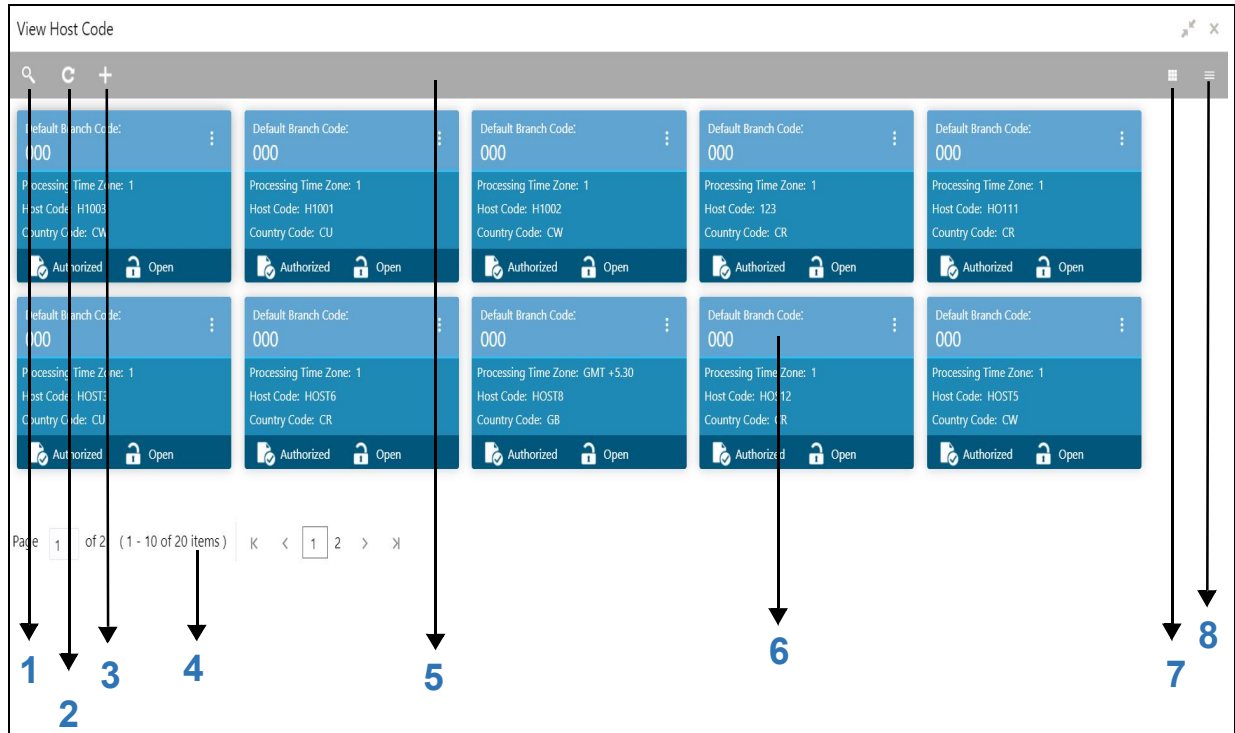 View Host Code
Default Branch Code: Default Branch Code: Default Branch Code: Default Branch Code: Default Branch Code:
000 000 000 000 000
Processing Time Zone: 1 Processing Time Zone: 1 Processing Time Zone: 1 Processing Time Zone: 1 Processing Time Zone: 1
Host Code: H1003 Host Code: H1001 Host Code: H1002 Host Code: 123 Host Code: HO111
Country Code: CW Country Code: CU Country Code: CW Country Code: CR Country Code: CR
Authorized Open Authorized Open Authorized Open Authorized Open Authorized Open
Default Branch Code: Default Branch Code: Default Branch Code: Default Branch Code: Default Branch Code:
000 000 000 000 000
Processing Time Zone: 1 Processing Time Zone: 1 Processing Time Zone: GMT +5.30 Processing Time Zone: 1 Processing Time Zone: 1
Host Code: HOST3 Host Code: HOST6 Host Code: HOST8 Host Code: HOS12 Host Code: HOST5
Country Code: CU Country Code: CR Country Code: GB Country Code: CR Country Code: CW
Authorized Open Authorized Open Authorized Open Authorized Open Authorized Open
Page 1 of 2 ( 1 - 10 of 20 items ) 1 2
1 2 3 4 5 6 7 8